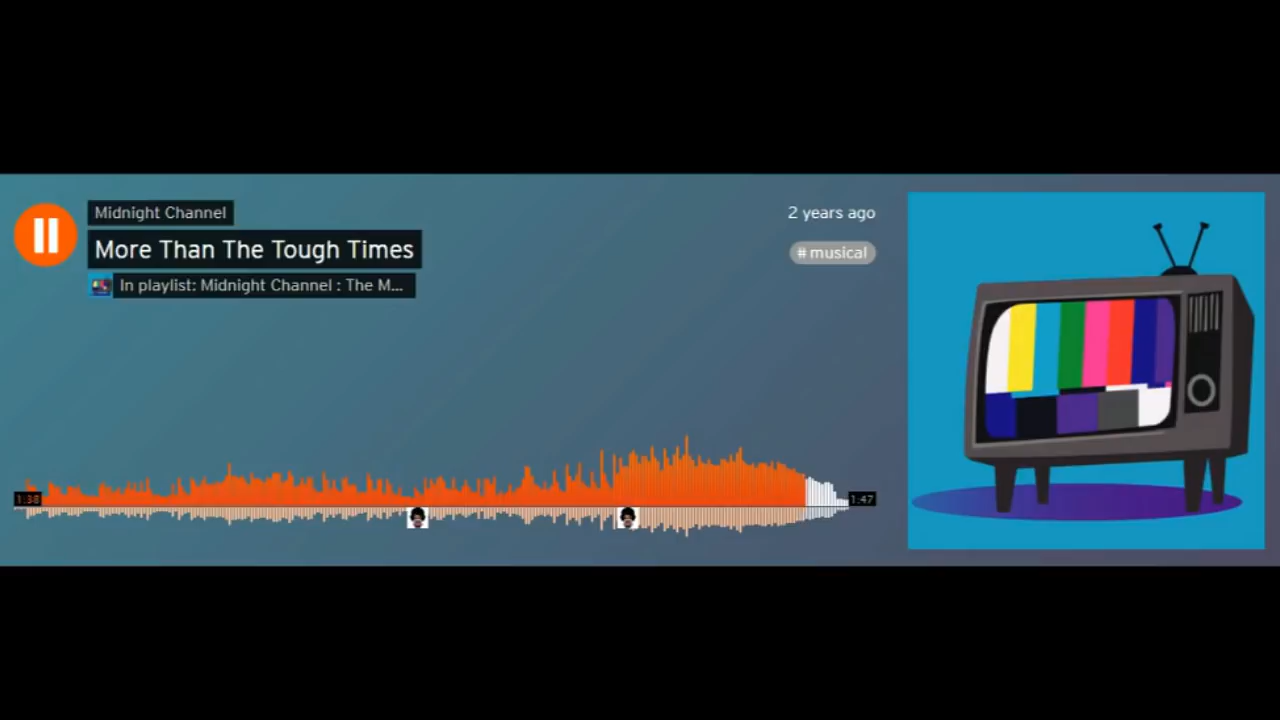 Midnight Channel
2 years ago
More Than The Tough Times
# musical
In playlist: Midnight Channel : The M...
1:38
1:47